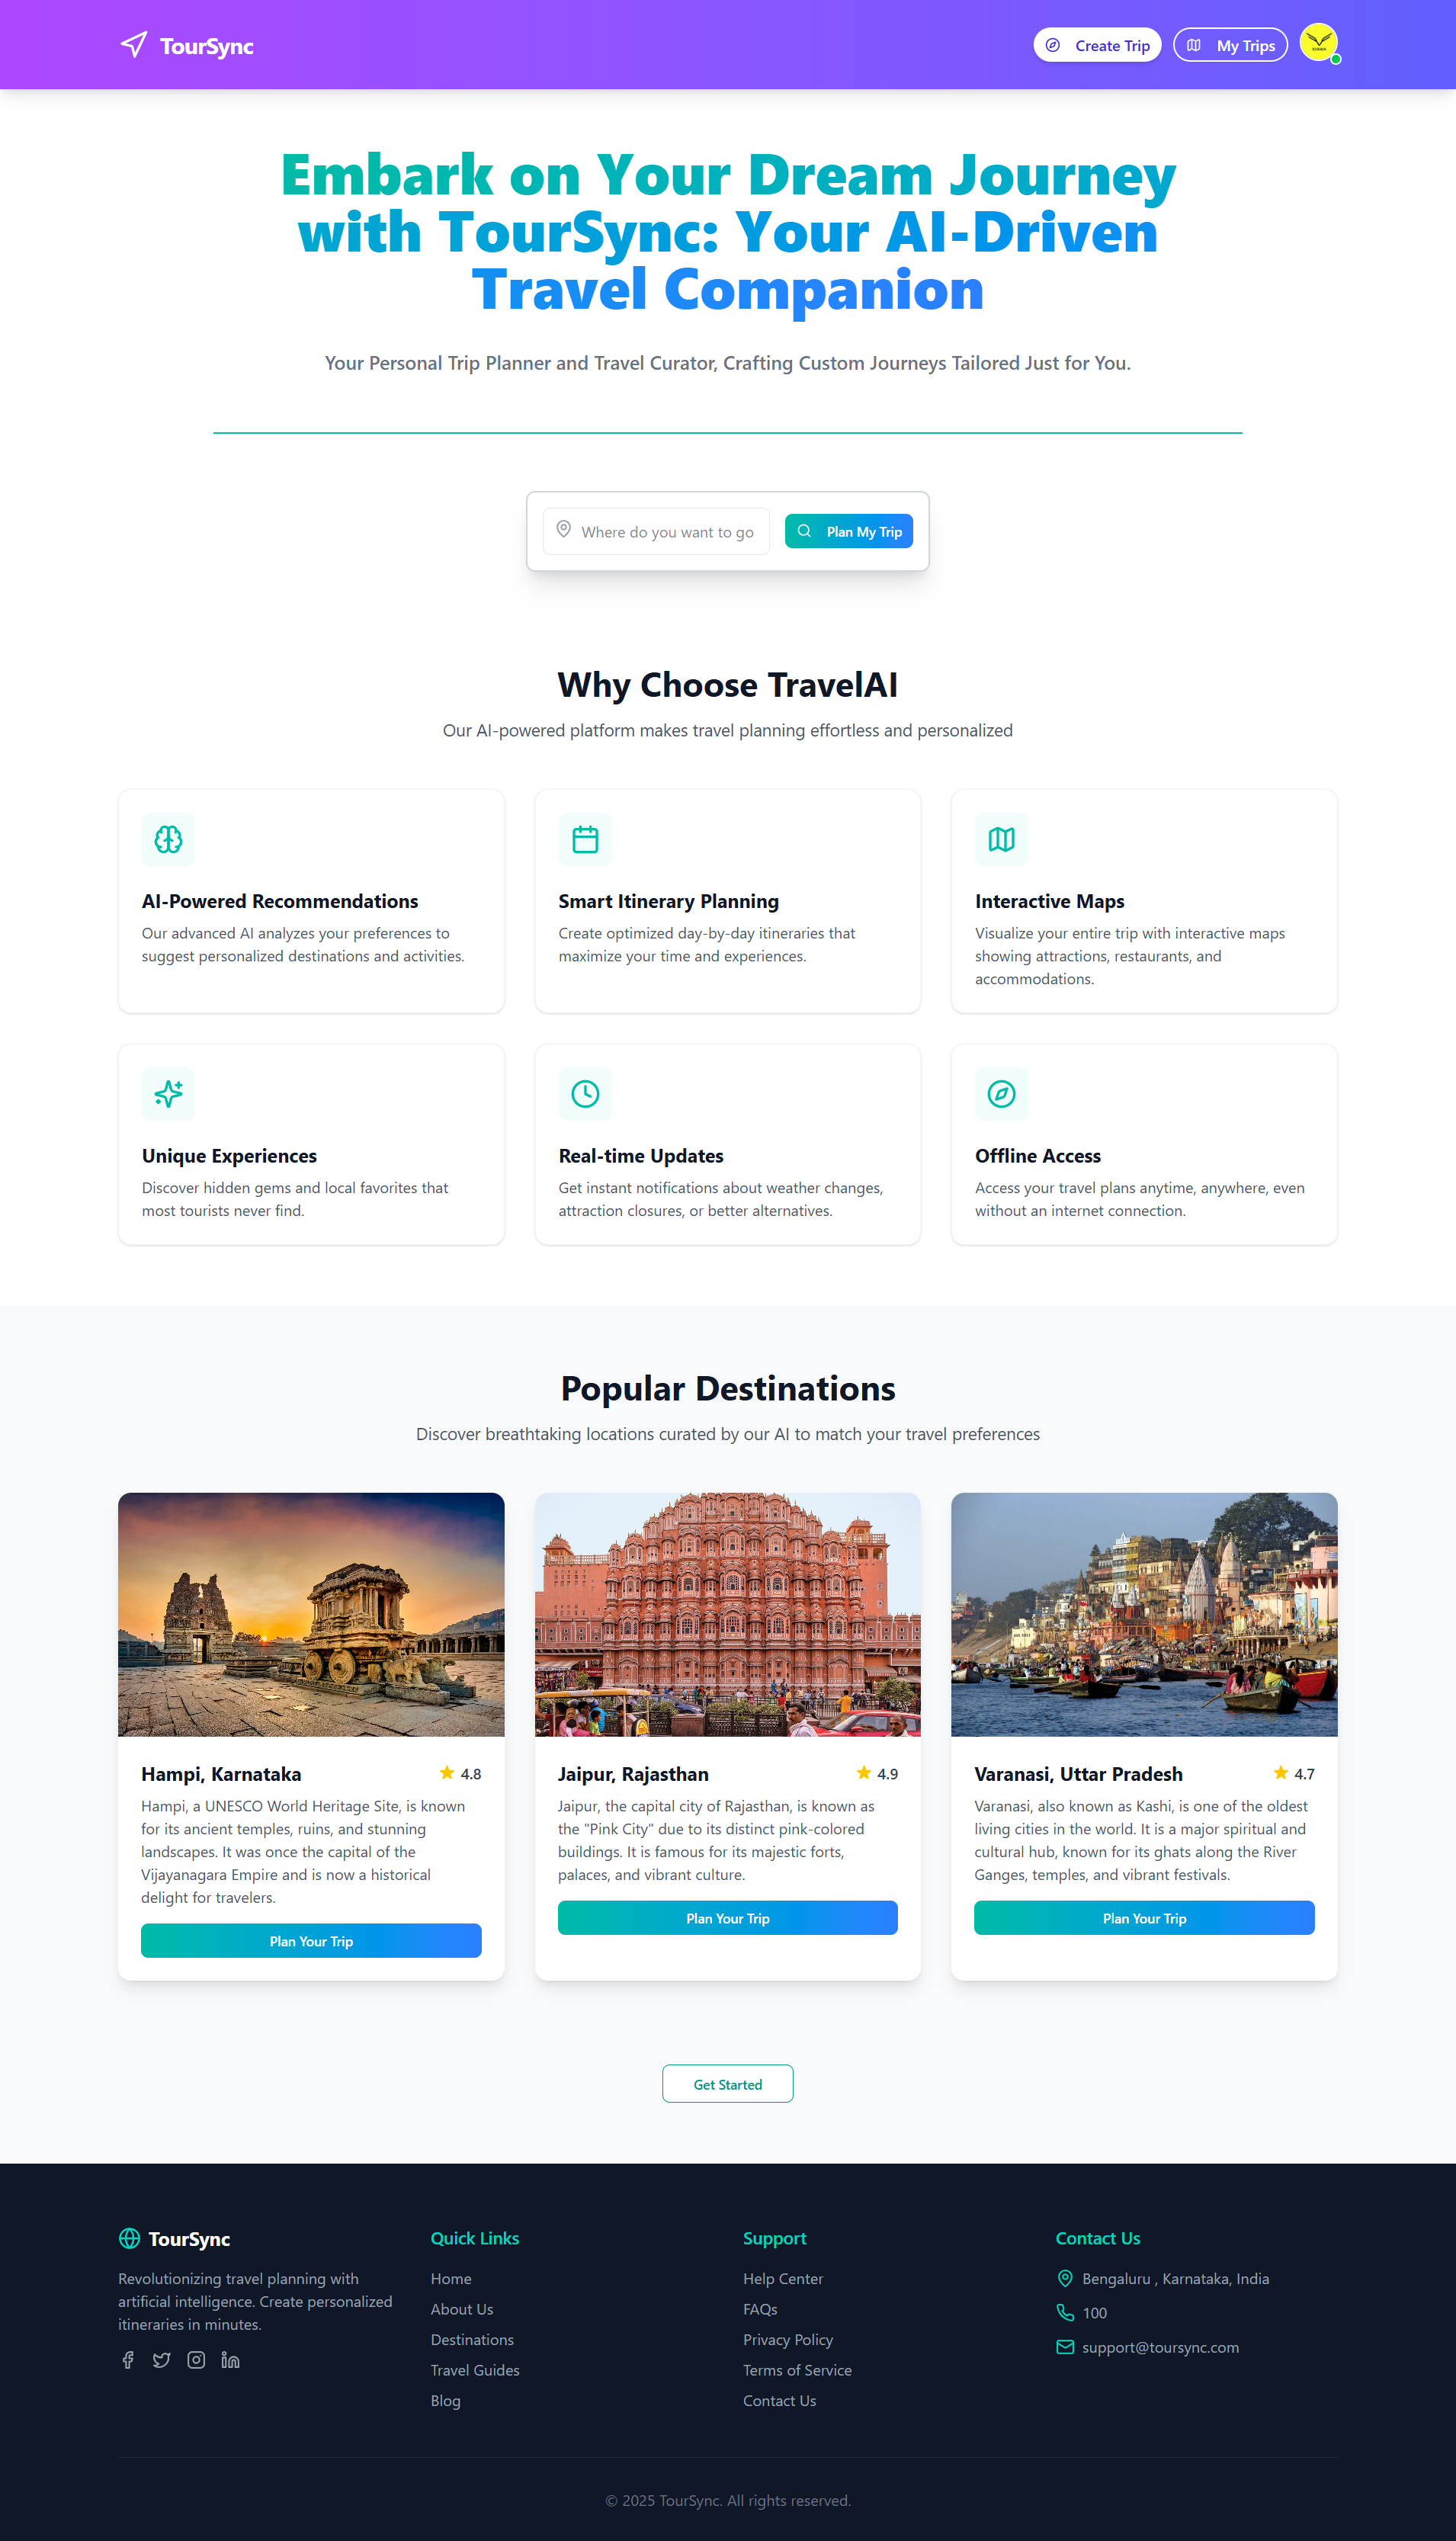 TourSync
Create Trip
My Trips
Embark on Your Dream Journey
with TourSync: Your AI-Driven
Travel Companion
Your Personal Trip Planner and Travel Curator, Crafting Custom Journeys Tailored Just for You.
Where do you want to go
Plan My Trip
Why Choose TravelAI
Our AI-powered platform makes travel planning effortless and personalized
AI-Powered Recommendations
Our advanced AI analyzes your preferences to
suggest personalized destinations and activities.
Smart Itinerary Planning
Create optimized day-by-day itineraries that
maximize your time and experiences.
Interactive Maps
Visualize your entire trip with interactive maps
showing attractions, restaurants, and
accommodations.
Unique Experiences
Discover hidden gems and local favorites that
most tourists never find.
Real-time Updates
Get instant notifications about weather changes,
attraction closures, or better alternatives.
Offline Access
Access your travel plans anytime, anywhere, even
without an internet connection.
Popular Destinations
Discover breathtaking locations curated by our AI to match your travel preferences
Hampi, Karnataka
4.8
Hampi, a UNESCO World Heritage Site, is known
for its ancient temples, ruins, and stunning
landscapes. It was once the capital of the
Vijayanagara Empire and is now a historical
delight for travelers.
Plan Your Trip
Jaipur, Rajasthan
4.9
Jaipur, the capital city of Rajasthan, is known as
the "Pink City" due to its distinct pink-colored
buildings. It is famous for its majestic forts,
palaces, and vibrant culture.
Plan Your Trip
Varanasi, Uttar Pradesh
4.7
Varanasi, also known as Kashi, is one of the oldest
living cities in the world. It is a major spiritual and
cultural hub, known for its ghats along the River
Ganges, temples, and vibrant festivals.
Plan Your Trip
Get Started
TourSync
Revolutionizing travel planning with
artificial intelligence. Create personalized
itineraries in minutes.
Quick Links
Home
About Us
Destinations
Travel Guides
Blog
Support
Help Center
FAQs
Privacy Policy
Terms of Service
Contact Us
Contact Us
Bengaluru , Karnataka, India
100
support@toursync.com
© 2025 TourSync. All rights reserved.